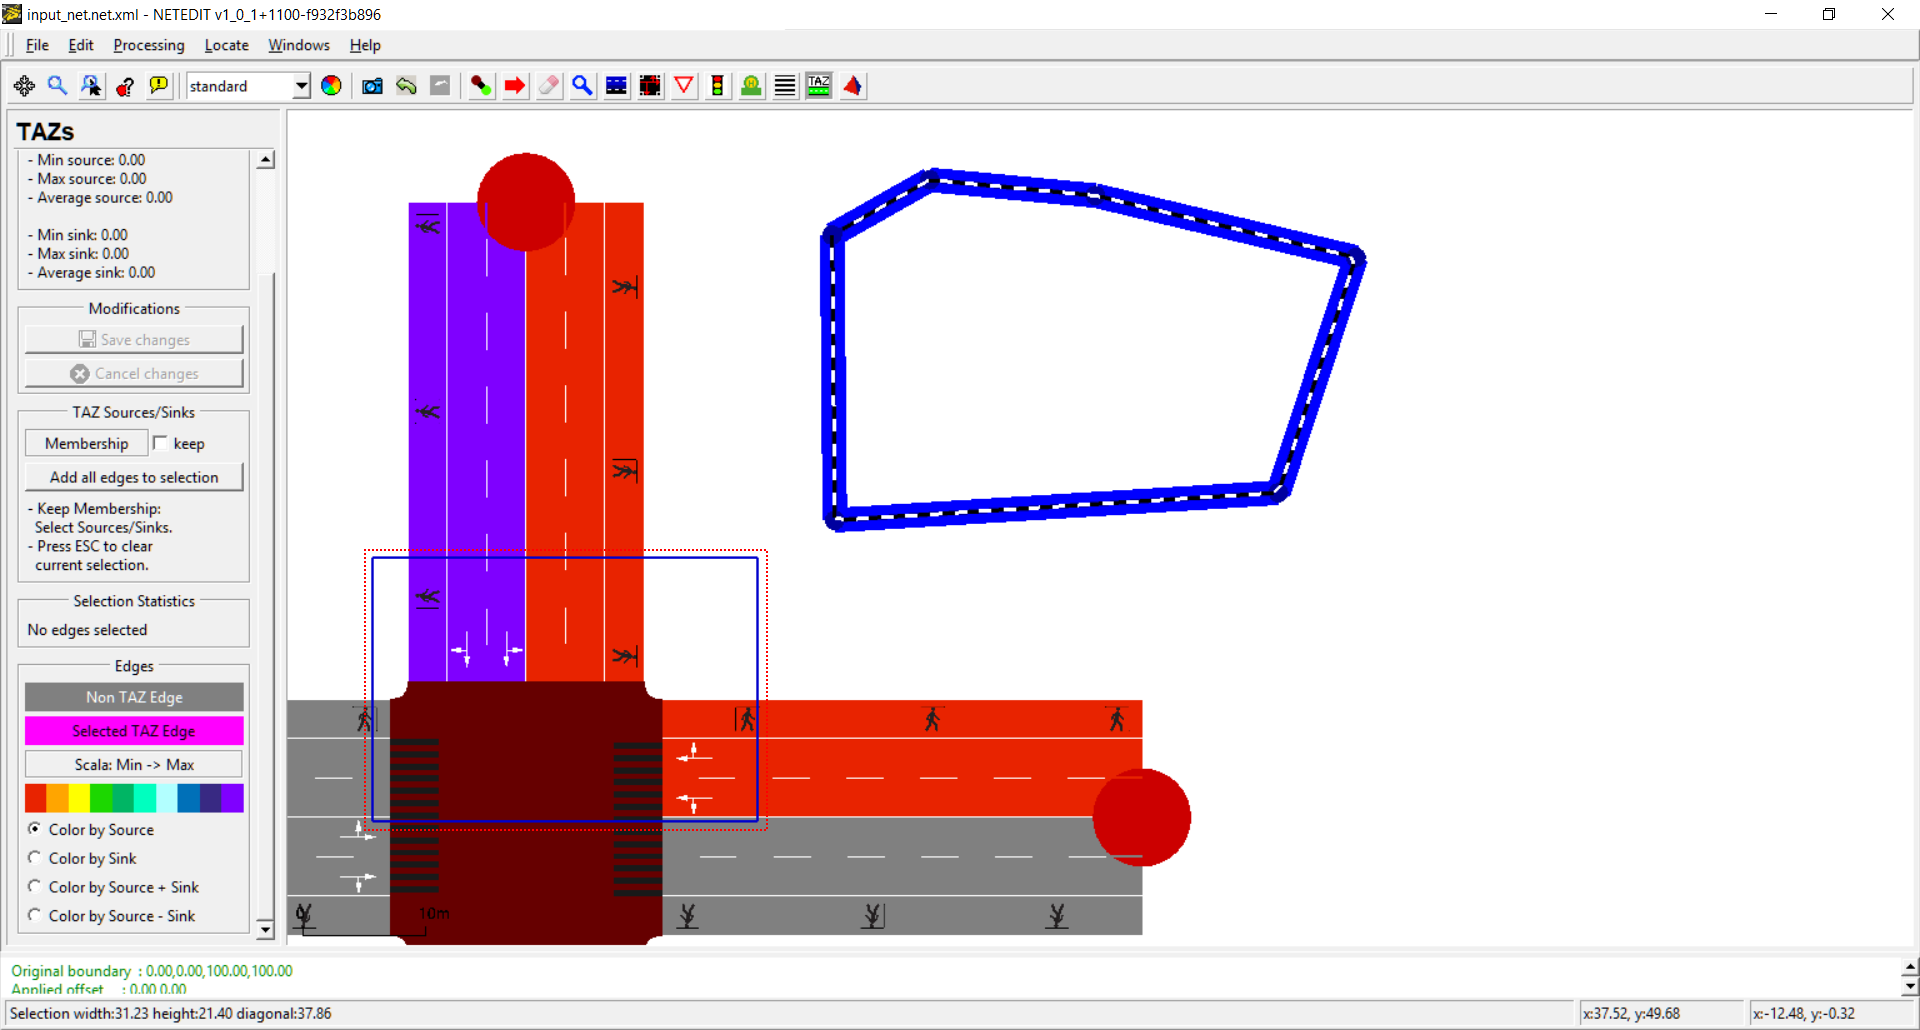 input_net.net.xml - NETEDIT v1_0_1+1100-f932f3b896
File Edit Processing Locate Windows Help
standard TAZ
TAZs
- Min source: 0.00
- Max source: 0.00
- Average source: 0.00
- Min sink: 0.00
- Max sink: 0.00
- Average sink: 0.00
Modifications
Save changes
Cancel changes
TAZ Sources/Sinks
Membership keep
Add all edges to selection
- Keep Membership:
Select Sources/Sinks.
- Press ESC to clear
current selection.
Selection Statistics
No edges selected
Edges
Non TAZ Edge
Selected TAZ Edge
Scala: Min -> Max
Color by Source
Color by Sink
Color by Source + Sink
Color by Source - Sink
0 10m
Original boundary : 0.00,0.00,100.00,100.00
Applied offset : 0.00 0.00
Selection width:31.23 height:21.40 diagonal:37.86
x:37.52, y:49.68
x:-12.48, y:-0.32